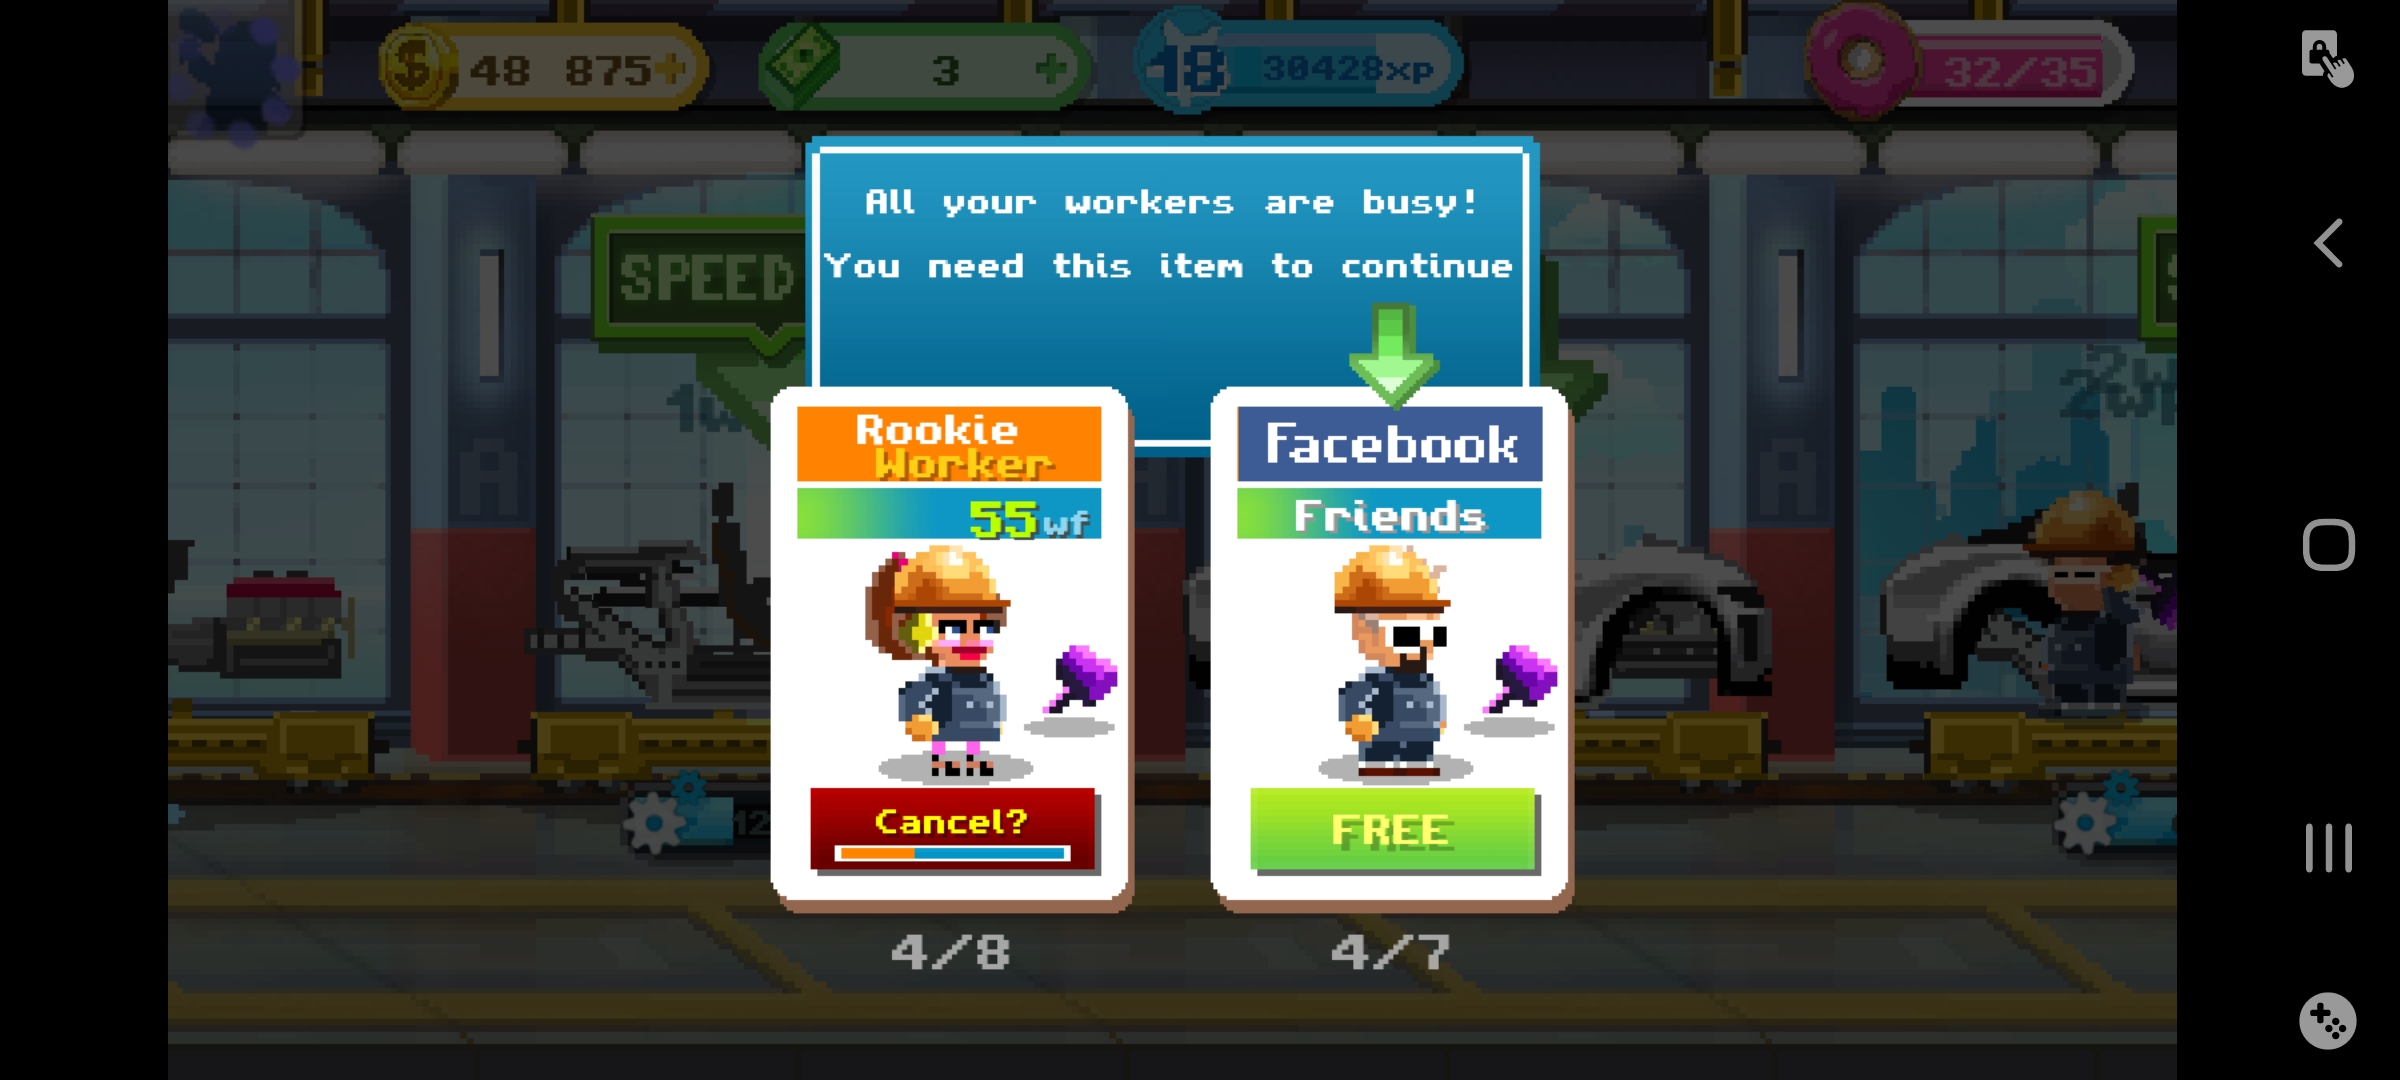 48 875+
3 +
18 30428xp
32/35
All your workers are busy!
You need this item to continue
SPEED
Rookie
Worker
55wf
Cancel?
4/8
Facebook
Friends
FREE
4/7